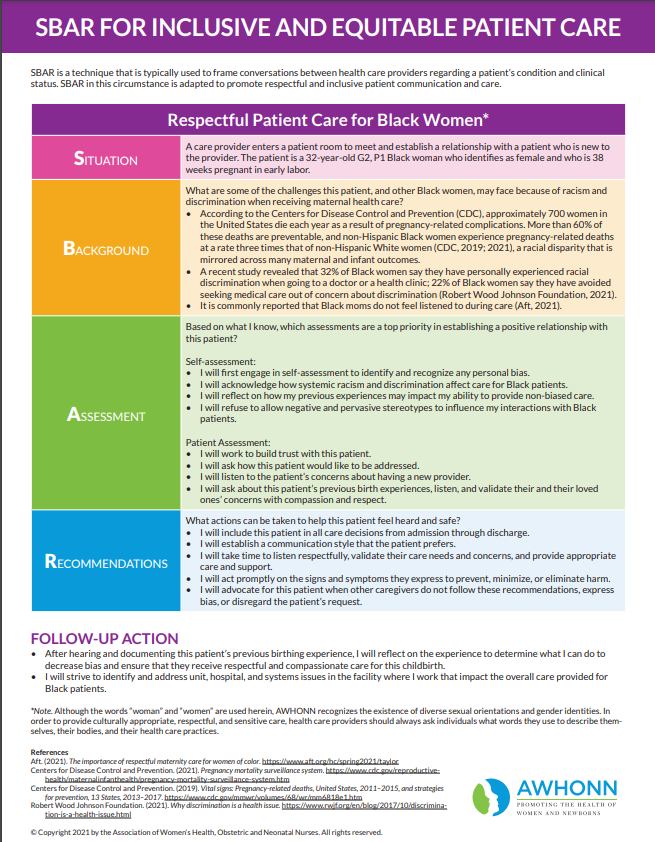 SBAR FOR INCLUSIVE AND EQUITABLE PATIENT CARE
SBAR is a technique that is typically used to frame conversations between health care providers regarding a patient's condition and clinical
status. SBAR in this circumstance is adapted to promote respectful and inclusive patient communication and care.
Respectful Patient Care for Black Women*
SITUATION
A care provider enters a patient room to meet and establish a relationship with a patient who is new to
the provider. The patient is a 32-year-old G2, P1 Black woman who identifies as female and who is 38
weeks pregnant in early labor.
BACKGROUND
What are some of the challenges this patient, and other Black women, may face because of racism and
discrimination when receiving maternal health care?
• According to the Centers for Disease Control and Prevention (CDC), approximately 700 women in
the United States die each year as a result of pregnancy-related complications. More than 60% of
these deaths are preventable, and non-Hispanic Black women experience pregnancy-related deaths
at a rate three times that of non-Hispanic White women (CDC, 2019; 2021), a racial disparity that is
mirrored across many maternal and infant outcomes.
• A recent study revealed that 32% of Black women say they have personally experienced racial
discrimination when going to a doctor or a health clinic; 22% of Black women say they have avoided
seeking medical care out of concern about discrimination (Robert Wood Johnson Foundation, 2021).
• It is commonly reported that Black moms do not feel listened to during care (Aft, 2021).
ASSESSMENT
Based on what I know, which assessments are a top priority in establishing a positive relationship with
this patient?
Self-assessment:
• I will first engage in self-assessment to identify and recognize any personal bias.
• I will acknowledge how systemic racism and discrimination affect care for Black patients.
• I will reflect on how my previous experiences may impact my ability to provide non-biased care.
• I will refuse to allow negative and pervasive stereotypes to influence my interactions with Black
patients.
Patient Assessment:
• I will work to build trust with this patient.
• I will ask how this patient would like to be addressed.
• I will listen to the patient's concerns about having a new provider.
• I will ask about this patient's previous birth experiences, listen, and validate their and their loved
ones' concerns with compassion and respect.
RECOMMENDATIONS
What actions can be taken to help this patient feel heard and safe?
• I will include this patient in all care decisions from admission through discharge.
• I will establish a communication style that the patient prefers.
• I will take time to listen respectfully, validate their care needs and concerns, and provide appropriate
care and support.
• I will act promptly on the signs and symptoms they express to prevent, minimize, or eliminate harm.
• I will advocate for this patient when other caregivers do not follow these recommendations, express
bias, or disregard the patient's request.
FOLLOW-UP ACTION
• After hearing and documenting this patient's previous birthing experience, I will reflect on the experience to determine what I can do to
decrease bias and ensure that they receive respectful and compassionate care for this childbirth.
• I will strive to identify and address unit, hospital, and systems issues in the facility where I work that impact the overall care provided for
Black patients.
*Note. Although the words "woman" and "women" are used herein, AWHONN recognizes the existence of diverse sexual orientations and gender identities. In
order to provide culturally appropriate, respectful, and sensitive care, health care providers should always ask individuals what words they use to describe them-
selves, their bodies, and their health care practices.
References
Aft. (2021). The importance of respectful maternity care for women of color. https://www.aft.org/hc/spring2021/taylor
Centers for Disease Control and Prevention. (2021). Pregnancy mortality surveillance system. https://www.cdc.gov/reproductive-
health/maternalinfanthealth/pregnancy-mortality-surveillance-system.htm
Centers for Disease Control and Prevention. (2019). Vital signs: Pregnancy-related deaths, United States, 2011–2015, and strategies
for prevention, 13 States, 2013–2017. https://www.cdc.gov/mmwr/volumes/68/wr/mm6818e1.htm
Robert Wood Johnson Foundation. (2021). Why discrimination is a health issue. https://www.rwjf.org/en/blog/2017/10/discrimina-
tion-is-a-health-issue.html
AWHONN
PROMOTING THE HEALTH OF
WOMEN AND NEWBORNS
© Copyright 2021 by the Association of Women's Health, Obstetric and Neonatal Nurses. All rights reserved.